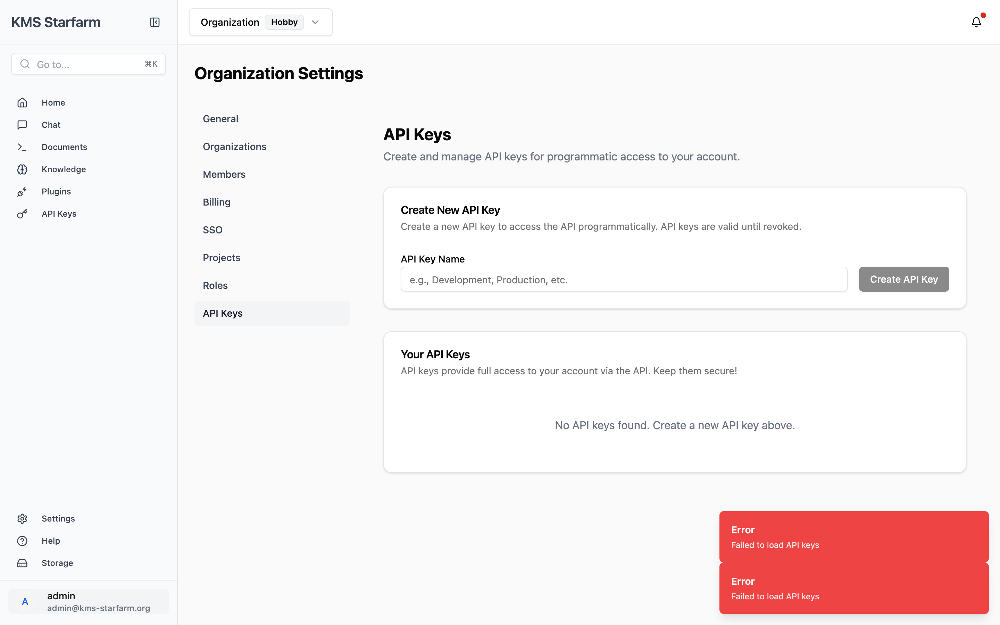 KMS Starfarm
Go to...
⌘K
Home
Chat
Documents
Knowledge
Plugins
API Keys
Settings
Help
Storage
A
admin
admin@kms-starfarm.org
Organization
Hobby
Organization Settings
General
Organizations
Members
Billing
SSO
Projects
Roles
API Keys
API Keys
Create and manage API keys for programmatic access to your account.
Create New API Key
Create a new API key to access the API programmatically. API keys are valid until revoked.
API Key Name
e.g., Development, Production, etc.
Create API Key
Your API Keys
API keys provide full access to your account via the API. Keep them secure!
No API keys found. Create a new API key above.
Error
Failed to load API keys
Error
Failed to load API keys